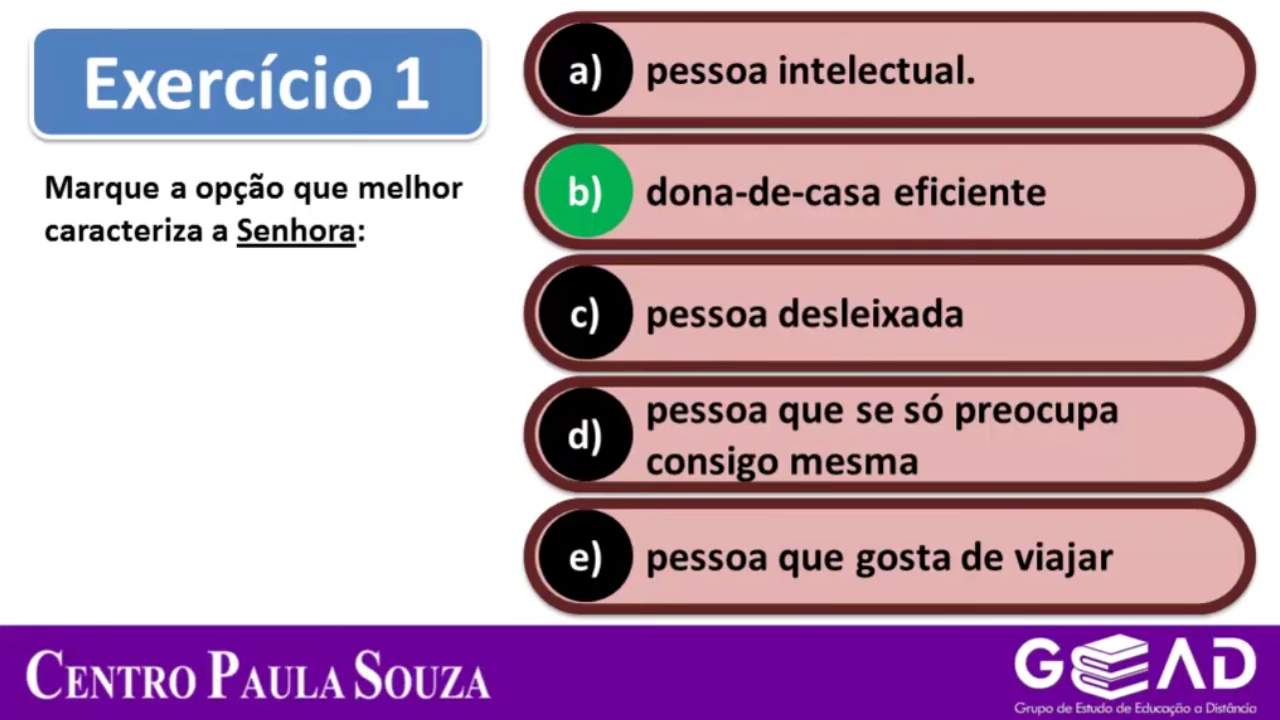 Exercício 1
Marque a opção que melhor
caracteriza a Senhora:
a) pessoa intelectual.
b) dona-de-casa eficiente
c) pessoa desleixada
d) pessoa que se só preocupa
consigo mesma
e) pessoa que gosta de viajar
CENTRO PAULA SOUZA
GEAD
Grupo de Estudo de Educação a Distância